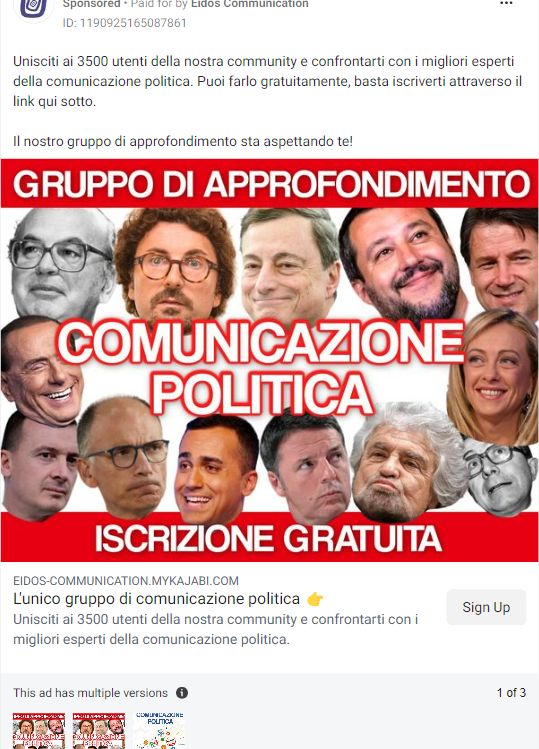 Sponsored • Paid for by Eidos Communication
ID: 1190925165087861
Unisciti ai 3500 utenti della nostra community e confrontarti con i migliori esperti
della comunicazione politica. Puoi farlo gratuitamente, basta iscriverti attraverso il
link qui sotto.
Il nostro gruppo di approfondimento sta aspettando te!
GRUPPO DI APPROFONDIMENTO
COMUNICAZIONE
POLITICA
ISCRIZIONE GRATUITA
EIDOS-COMMUNICATION.MYKAJABI.COM
L'unico gruppo di comunicazione politica 👉
Unisciti ai 3500 utenti della nostra community e confrontarti con i
migliori esperti della comunicazione politica.
Sign Up
This ad has multiple versions
1 of 3
COMUNICAZIONE
POLITICA